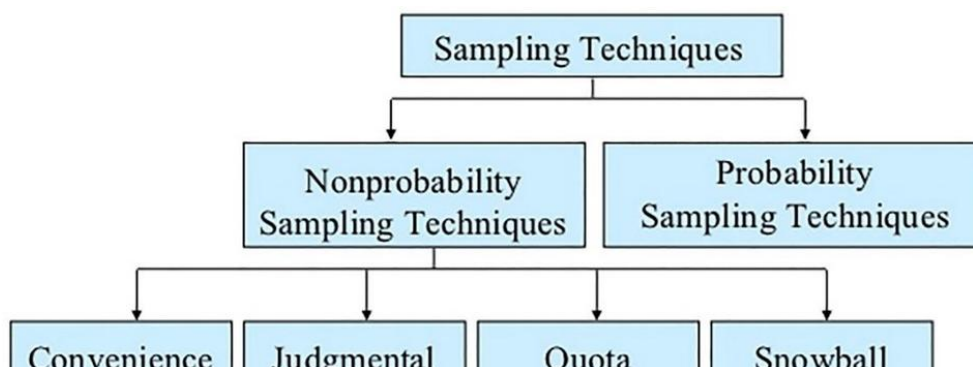 Sampling Techniques
Nonprobability
Sampling Techniques
Probability
Sampling Techniques
Convenience
Judgmental
Quota
Snowball